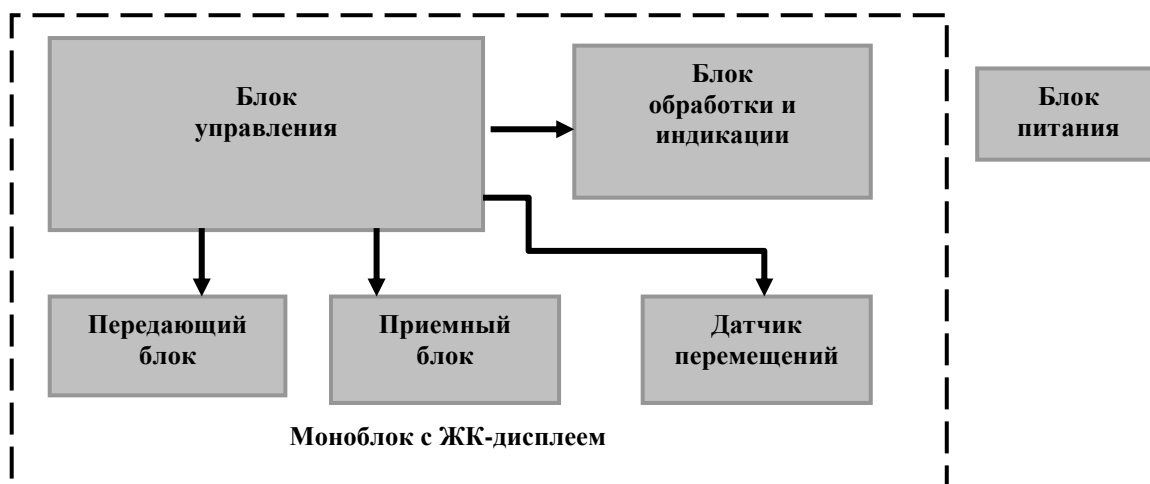 Блок
управления
Блок
обработки и
индикации
Блок
питания
Передающий
блок
Приемный
блок
Датчик
перемещений
Моноблок с ЖК-дисплеем